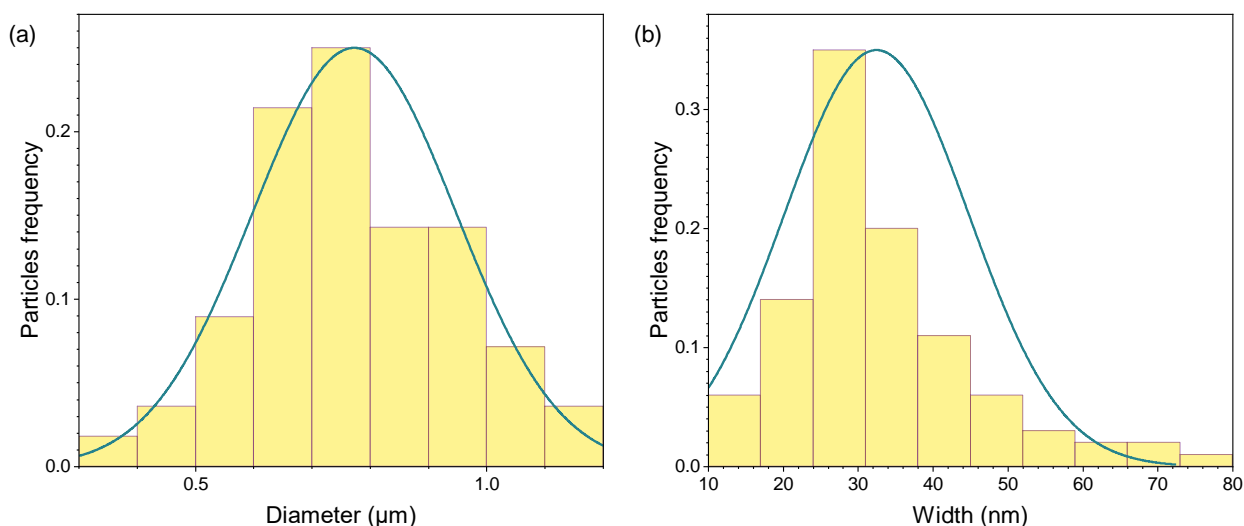 (a)
Particles frequency
0.2
0.1
0.0
0.5
1.0
Diameter (µm)
(b)
Particles frequency
0.3
0.2
0.1
0.0
10
20
30
40
50
60
70
80
Width (nm)